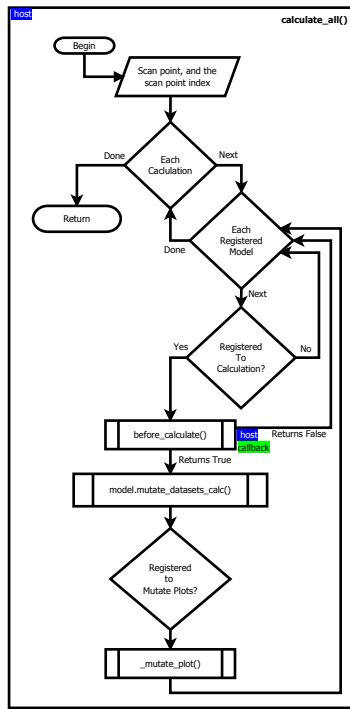 host
calculate_all()
Begin
Scan point, and the
scan point index
Done
Each
Caclulation
Next
Return
Each
Registered
Model
Done
Next
Registered
To
Calculation?
Yes
No
before_calculate()
host
callback
Returns False
Returns True
model.mutate_datasets_calc()
Registered
to
Mutate Plots?
_mutate_plot()